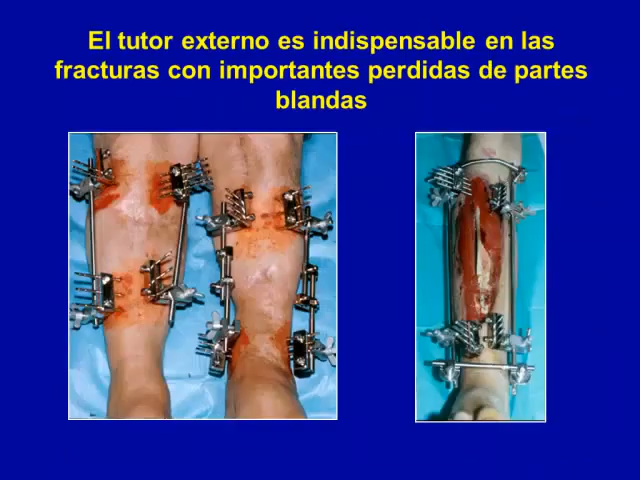 El tutor externo es indispensable en las
fracturas con importantes perdidas de partes
blandas